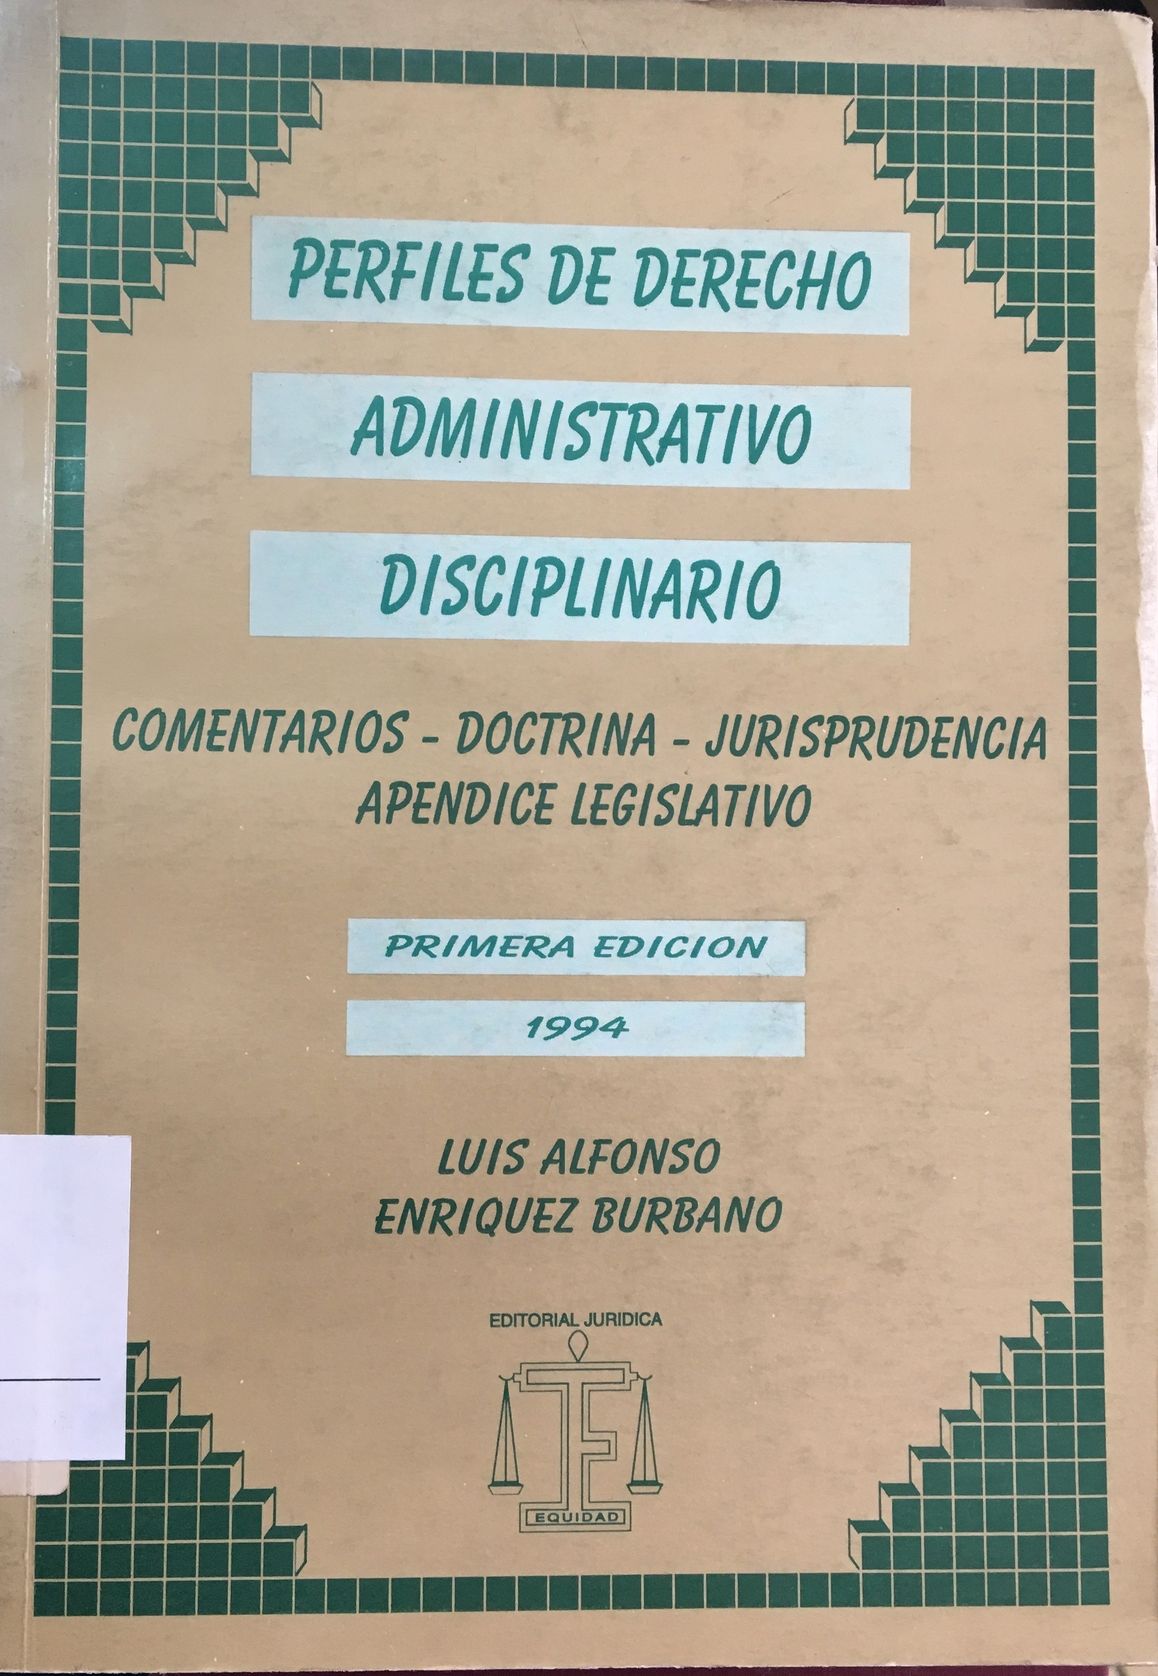 PERFILES DE DERECHO
ADMINISTRATIVO
DISCIPLINARIO
COMENTARIOS - DOCTRINA - JURISPRUDENCIA
APENDICE LEGISLATIVO
PRIMERA EDICION
1994
LUIS ALFONSO
ENRIQUEZ BURBANO
EDITORIAL JURIDICA
EQUIDAD